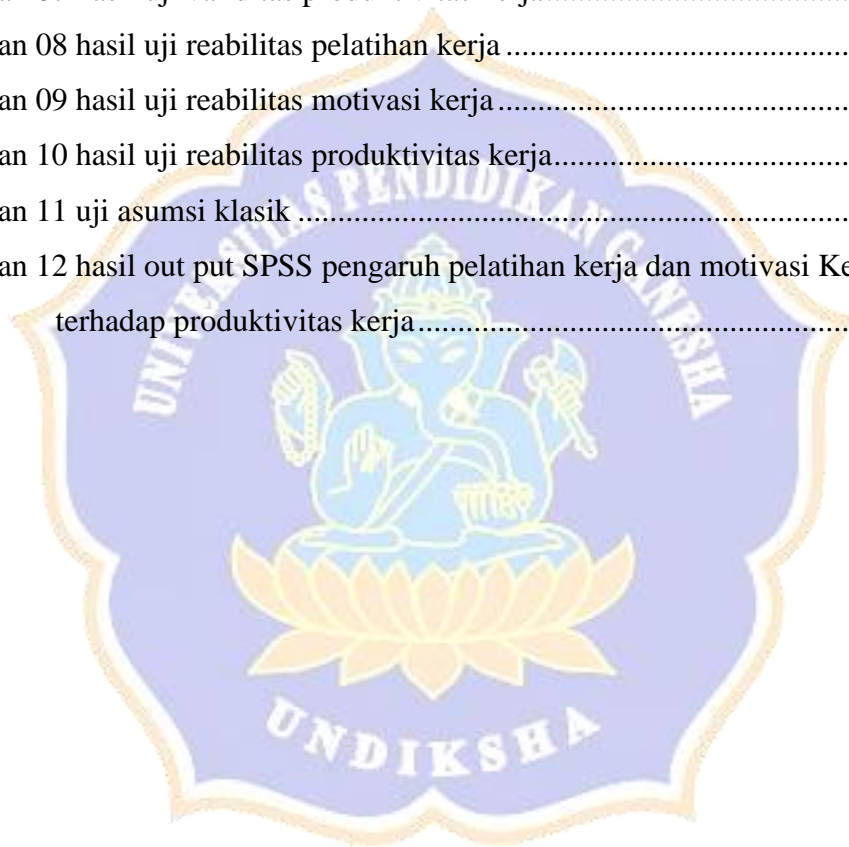 an 08 hasil uji reabilitas pelatihan kerja
an 09 hasil uji reabilitas motivasi kerja
an 10 hasil uji reabilitas produktivitas kerja
an 11 uji asumsi klasik
an 12 hasil out put SPSS pengaruh pelatihan kerja dan motivasi Ke
terhadap produktivitas kerja
UNIVERSITAS PENDIDIKAN GANESHA
UNDIKSHA